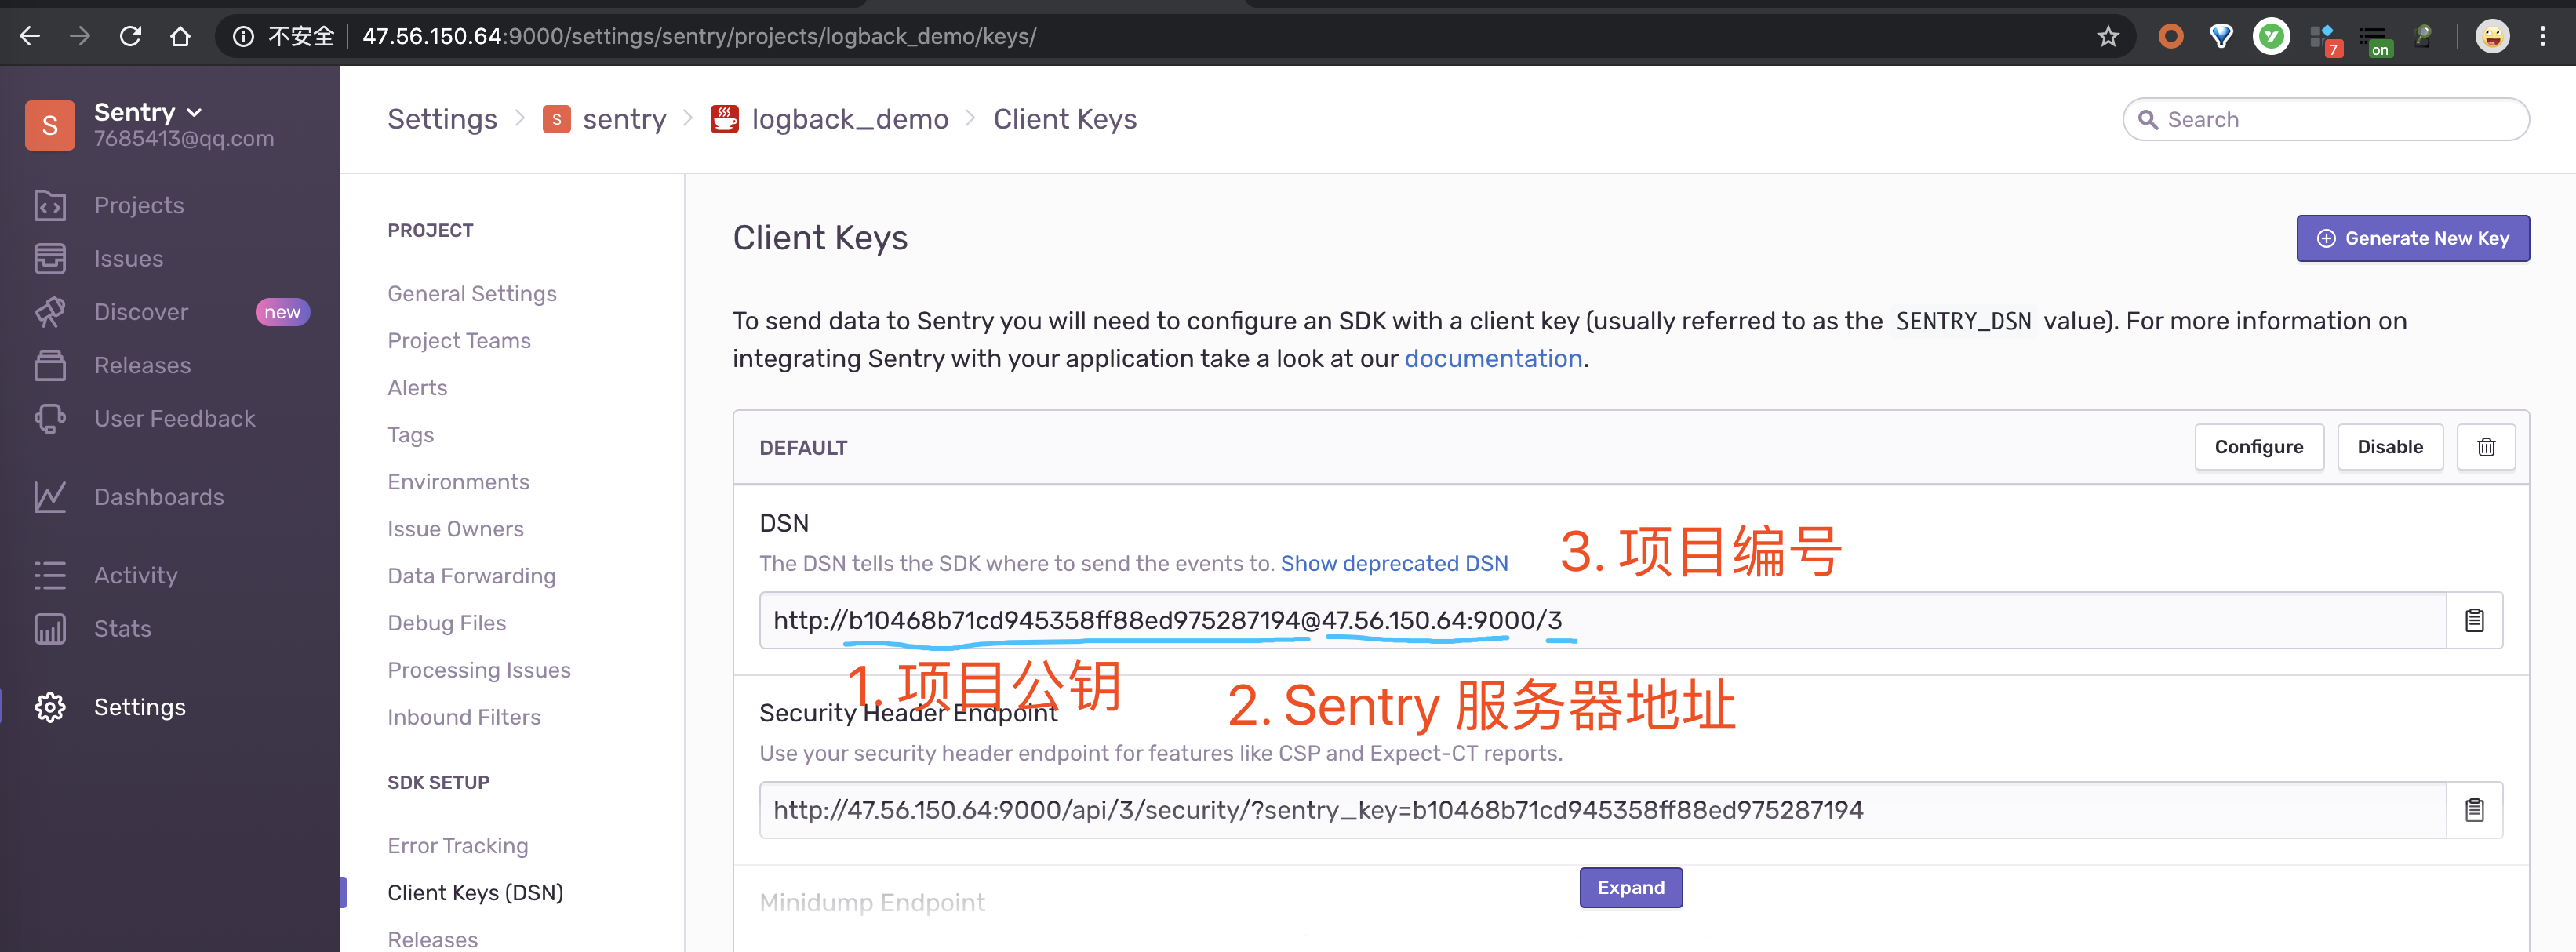 不安全 47.56.150.64:9000/settings/sentry/projects/logback_demo/keys/
7
on
S
Sentry
7685413@qq.com
Projects
Issues
Discover new
Releases
User Feedback
Dashboards
Activity
Stats
Settings
Settings S sentry logback_demo Client Keys
Search
PROJECT
General Settings
Project Teams
Alerts
Tags
Environments
Issue Owners
Data Forwarding
Debug Files
Processing Issues
Inbound Filters
SDK SETUP
Error Tracking
Client Keys (DSN)
Releases
Client Keys
Generate New Key
To send data to Sentry you will need to configure an SDK with a client key (usually referred to as the SENTRY_DSN value). For more information on
integrating Sentry with your application take a look at our documentation.
DEFAULT
Configure Disable
DSN
The DSN tells the SDK where to send the events to. Show deprecated DSN
3. 项目编号
http://b10468b71cd945358ff88ed975287194@47.56.150.64:9000/3
1. 项目公钥
2. Sentry 服务器地址
Security Header Endpoint
Use your security header endpoint for features like CSP and Expect-CT reports.
http://47.56.150.64:9000/api/3/security/?sentry_key=b10468b71cd945358ff88ed975287194
Expand
Minidump Endpoint